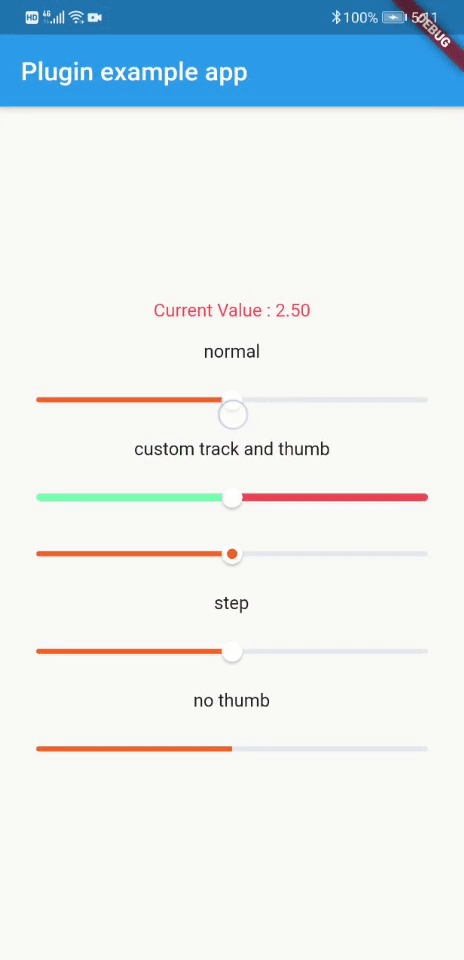 HD 4G 100% 5:11
DEBUG
Plugin example app
Current Value : 2.50
normal
custom track and thumb
step
no thumb